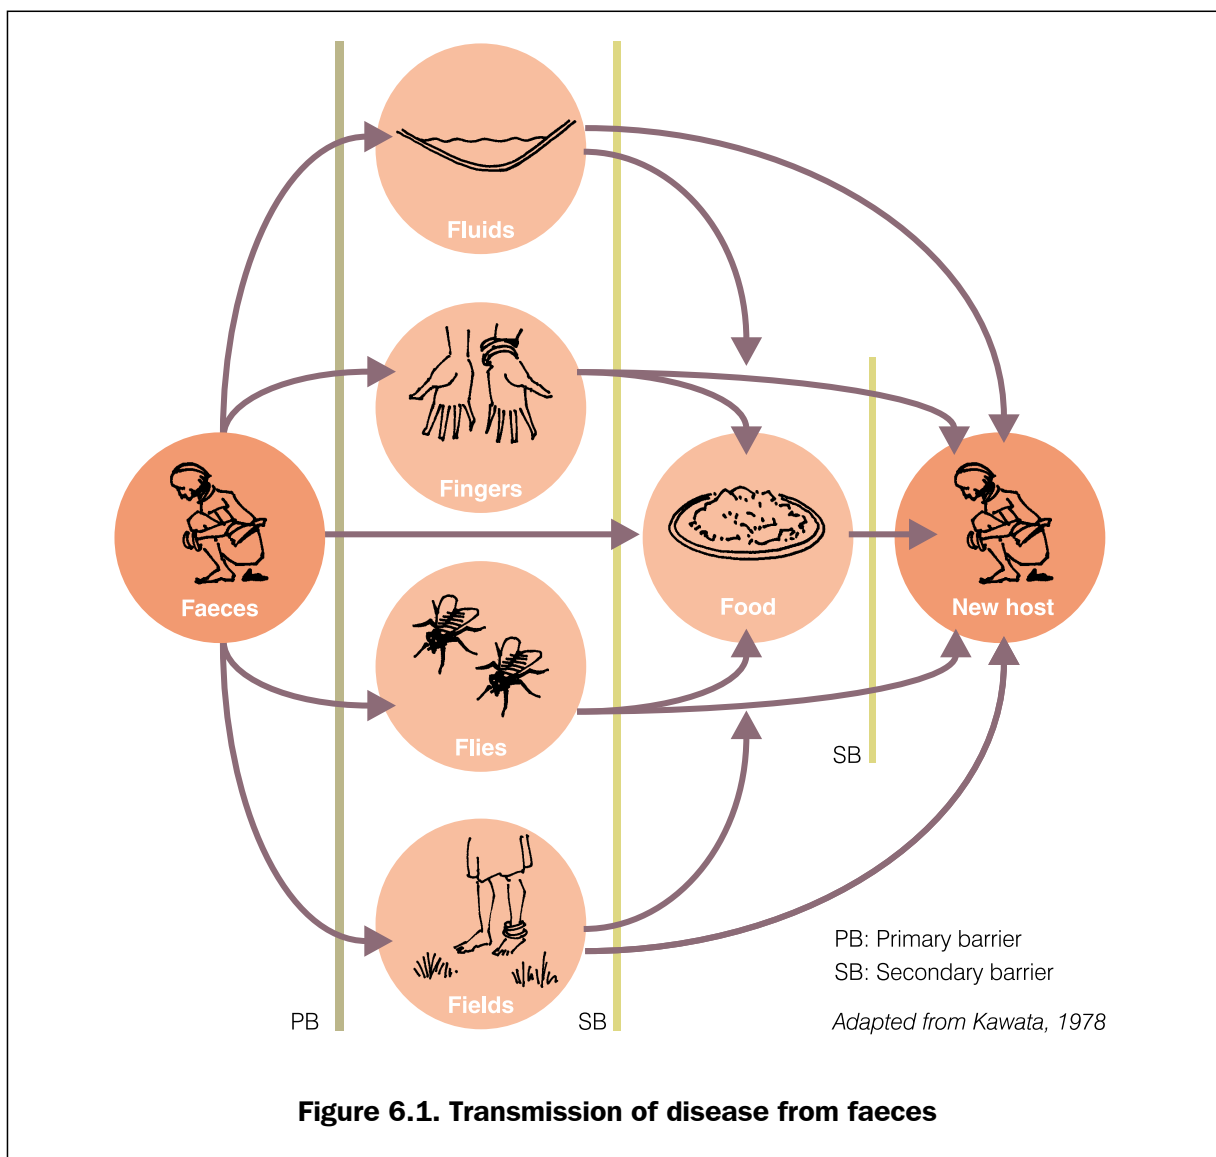 Fluids
Fingers
Faeces
Food
New host
Flies
SB
Fields
PB
SB
PB: Primary barrier
SB: Secondary barrier
Adapted from Kawata, 1978
Figure 6.1. Transmission of disease from faeces